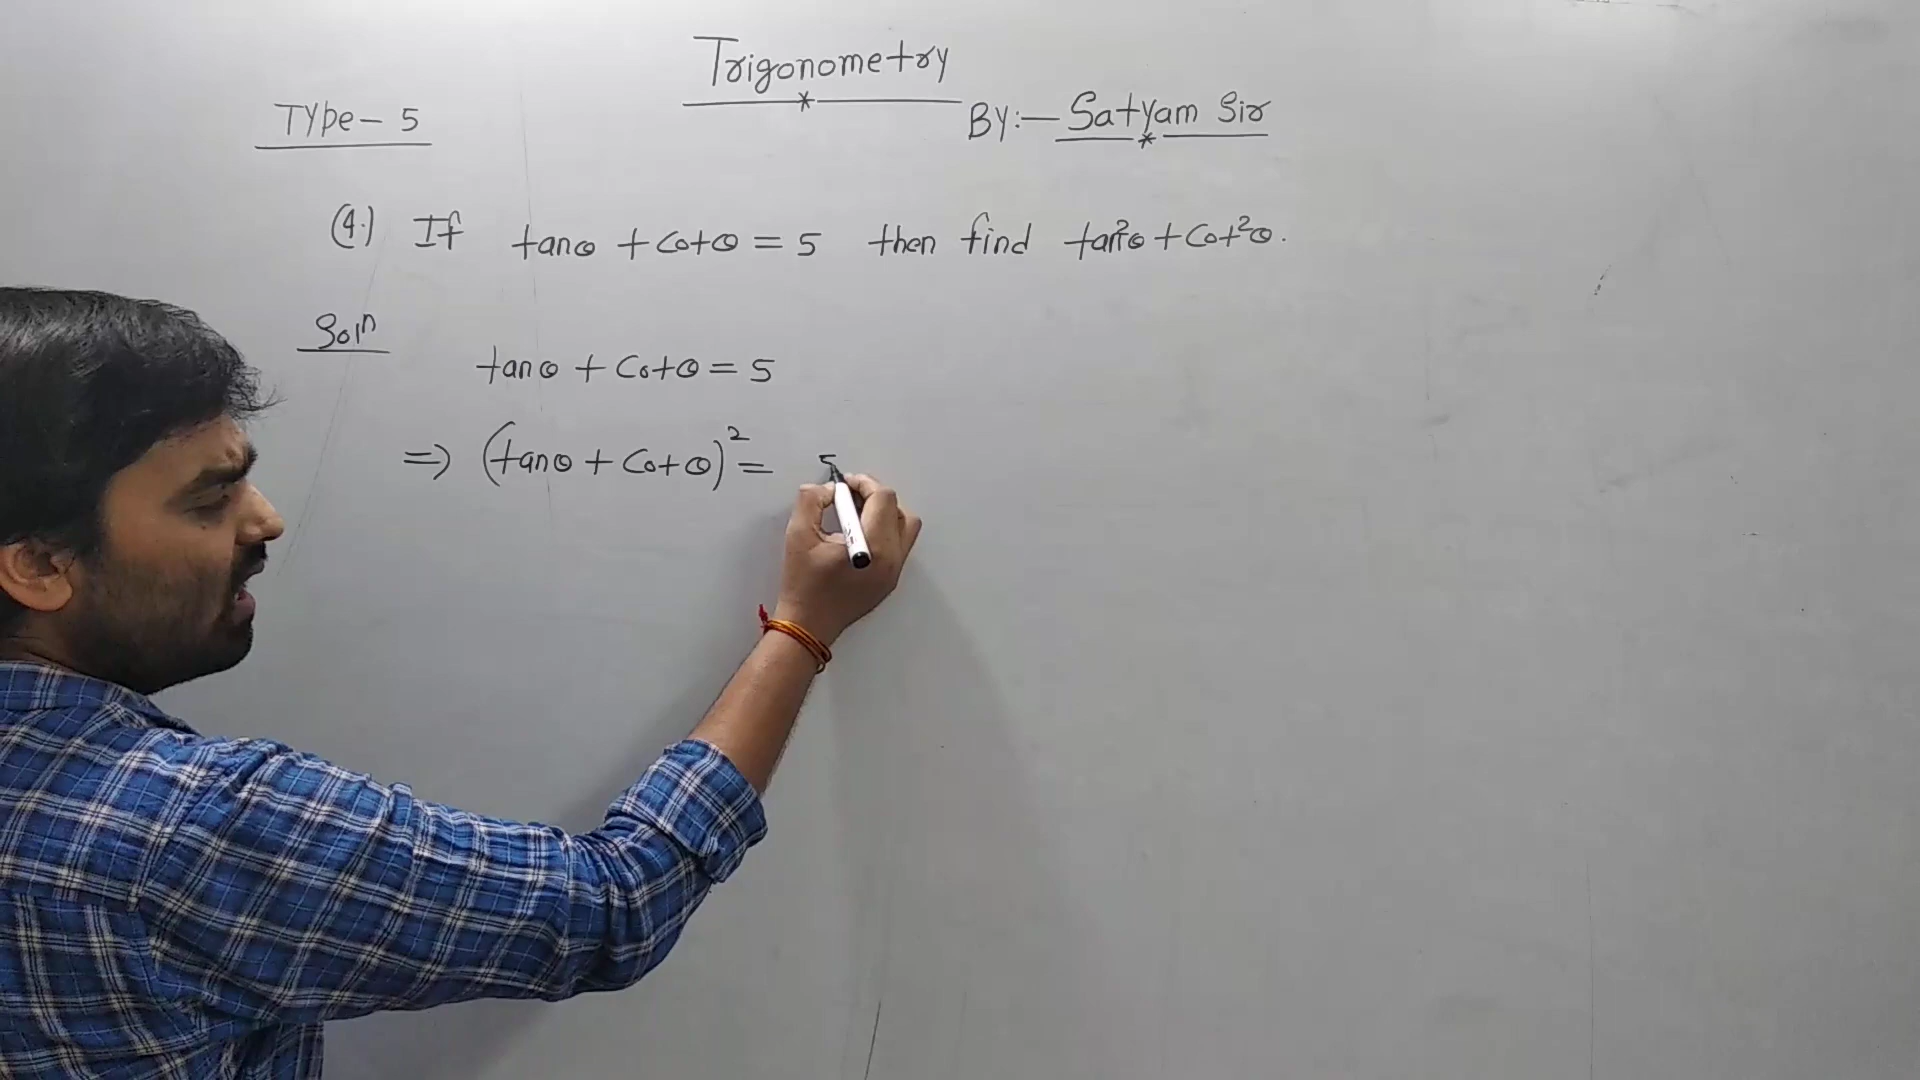 Trigonometry
Type-5
BY:- Satyam Sir
(4.) If tanθ + Cotθ = 5 then find tan²θ + Cot²θ.
Solⁿ
tanθ + Cotθ = 5
⇒ (tanθ + Cotθ)² = 5